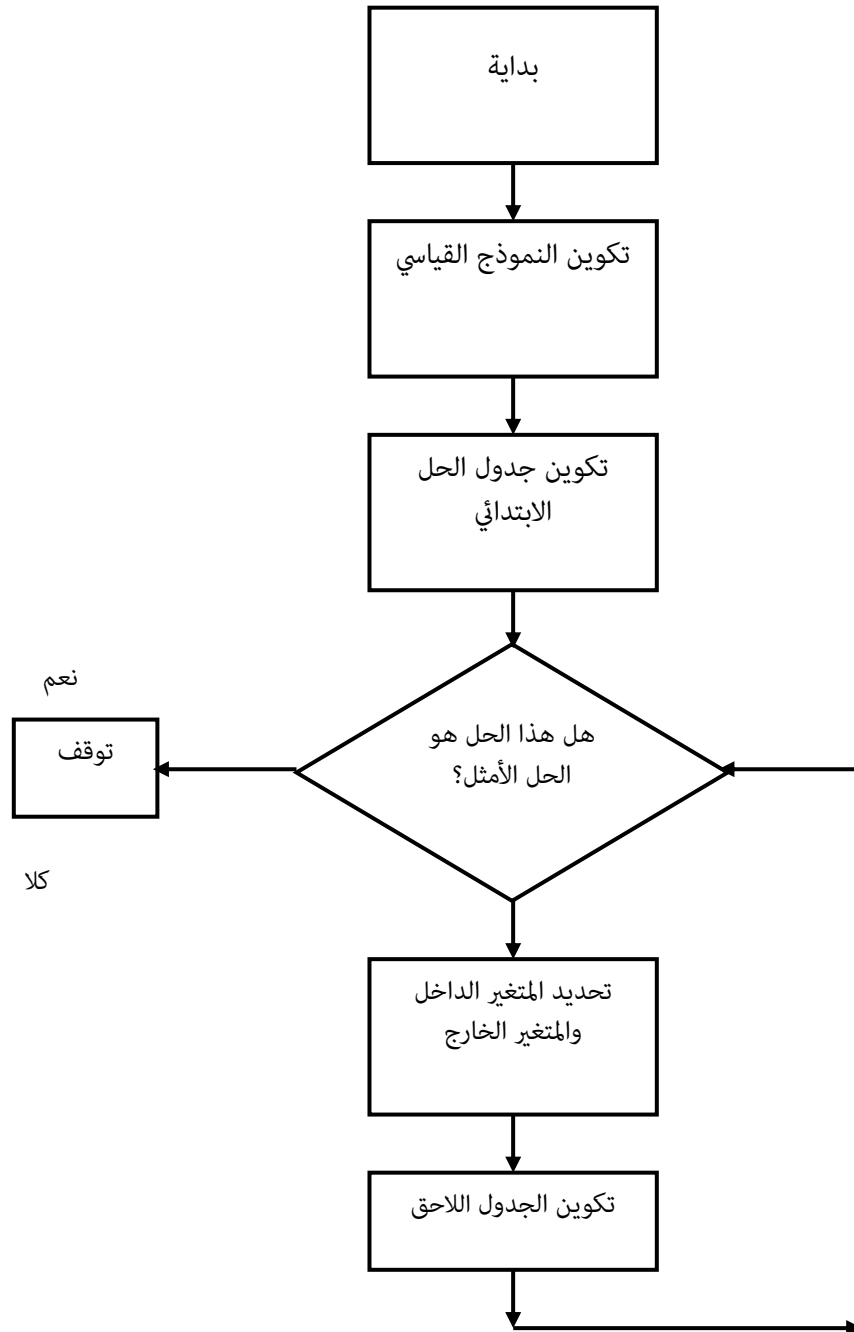 بداية
تكوين النموذج القياسي
تكوين جدول الحل
الابتدائي
نعم
هل هذا الحل هو
الحل الأمثل؟
توقف
كلا
تحديد المتغير الداخل
والمتغير الخارج
تكوين الجدول اللاحق